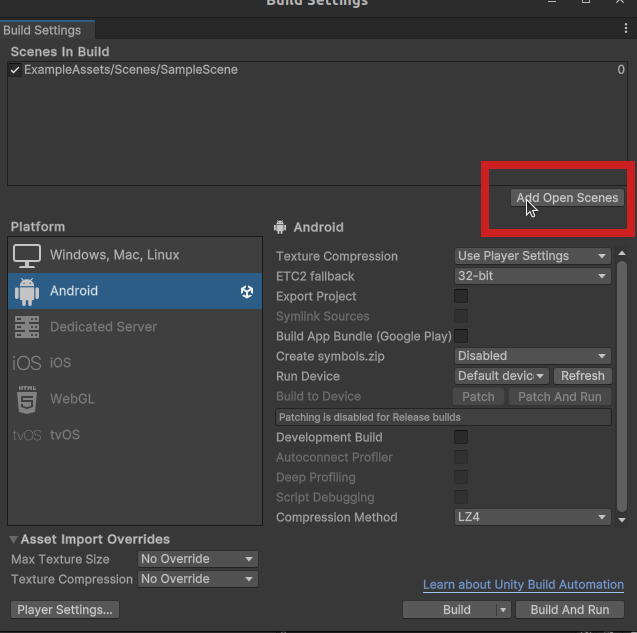 Build Settings
Build Settings
Scenes In Build
ExampleAssets/Scenes/SampleScene 0
Add Open Scenes
Platform
Windows, Mac, Linux
Android
Dedicated Server
iOS iOS
HTML WebGL
tvOS tvOS
Android
Texture Compression Use Player Settings
ETC2 fallback 32-bit
Export Project
Symlink Sources
Build App Bundle (Google Play)
Create symbols.zip Disabled
Run Device Default devic Refresh
Build to Device Patch Patch And Run
Patching is disabled for Release builds
Development Build
Autoconnect Profiler
Deep Profiling
Script Debugging
Compression Method LZ4
Asset Import Overrides
Max Texture Size No Override
Texture Compression No Override
Learn about Unity Build Automation
Player Settings... Build Build And Run